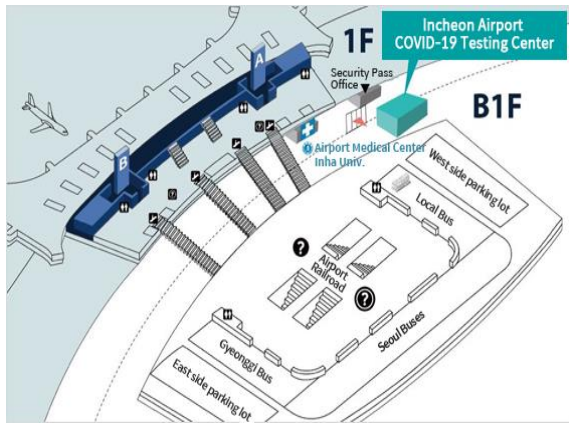 Incheon Airport
COVID-19 Testing Center
1F
Security Pass
Office
B1F
A
B
Airport Medical Center
Inha Univ.
West side parking lot
Local Bus
?
Airport
Railroad
?
Seoul Buses
Gyeonggi Bus
East side parking lot